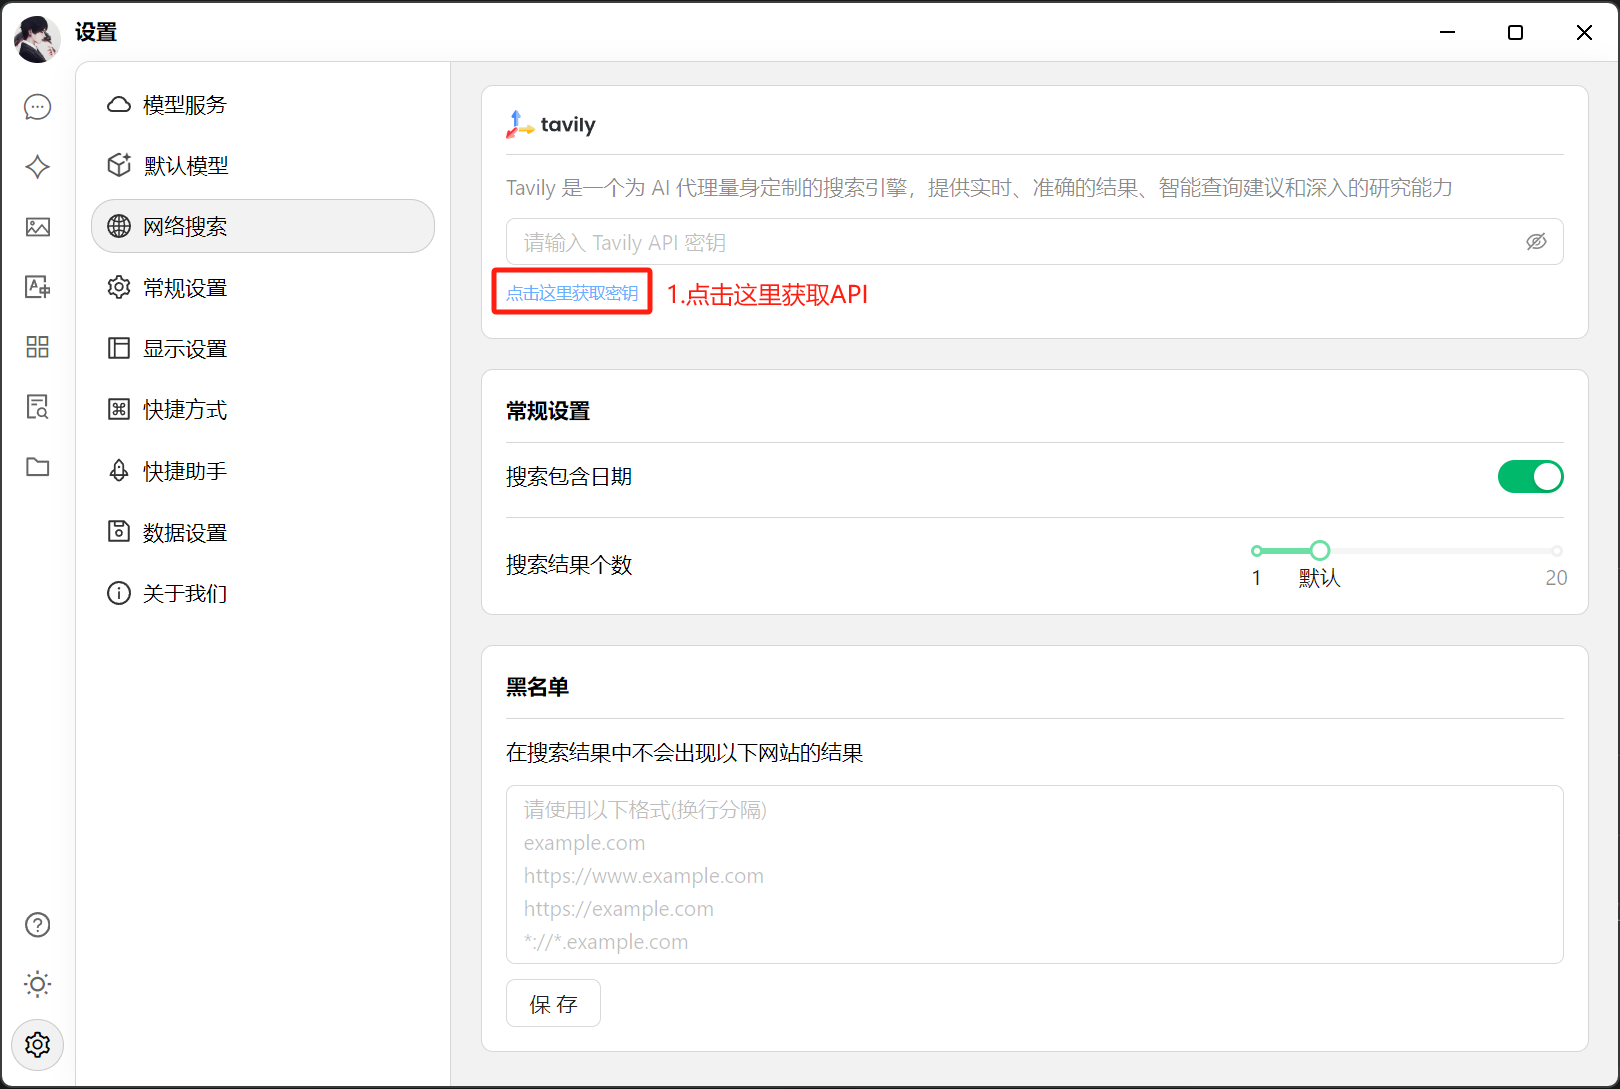 设置
模型服务
默认模型
网络搜索
常规设置
显示设置
快捷方式
快捷助手
数据设置
关于我们
tavily
Tavily 是一个为 AI 代理量身定制的搜索引擎，提供实时、准确的结果、智能查询建议和深入的研究能力
请输入 Tavily API 密钥
点击这里获取密钥
1.点击这里获取API
常规设置
搜索包含日期
搜索结果个数
1 默认 20
黑名单
在搜索结果中不会出现以下网站的结果
请使用以下格式(换行分隔)
example.com
https://www.example.com
https://example.com
*://*.example.com
保 存